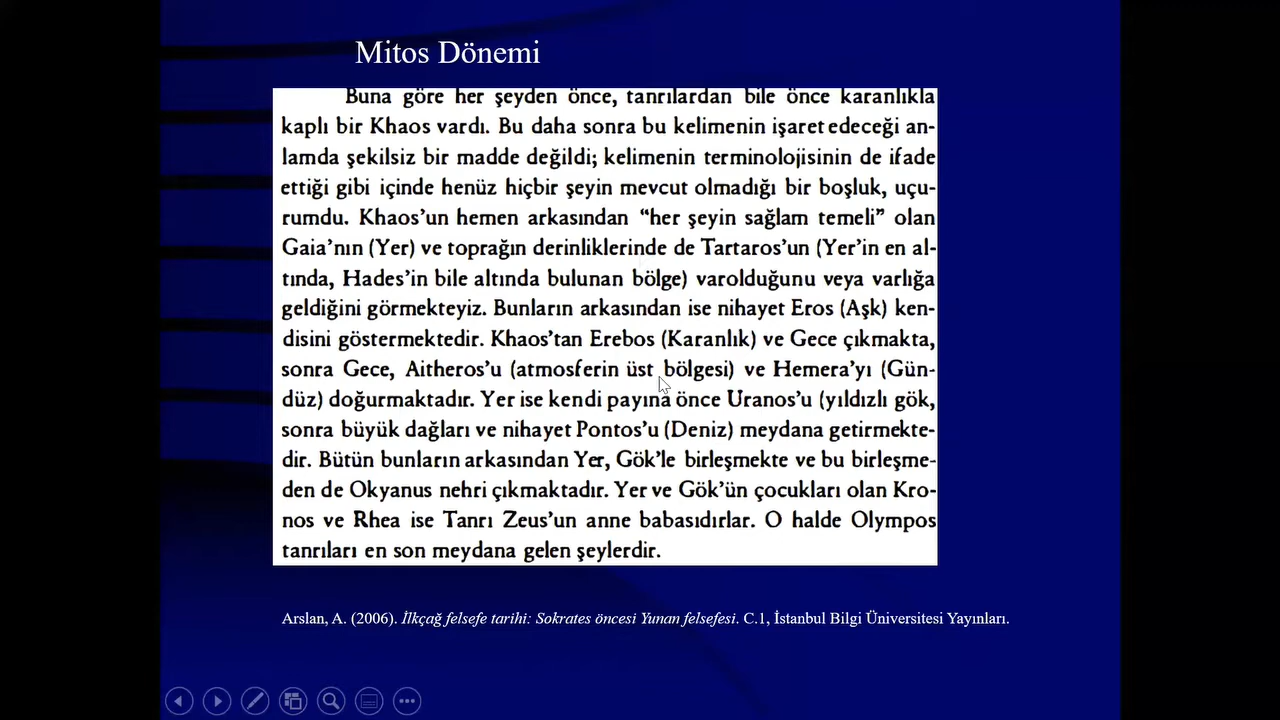 Mitos Dönemi
Buna göre her şeyden önce, tanrılardan bile önce karanlıkla
kaplı bir Khaos vardı. Bu daha sonra bu kelimenin işaret edeceği an-
lamda şekilsiz bir madde değildi; kelimenin terminolojisinin de ifade
ettiği gibi içinde henüz hiçbir şeyin mevcut olmadığı bir boşluk, uçu-
rumdu. Khaos'un hemen arkasından “her şeyin sağlam temeli” olan
Gaia'nın (Yer) ve toprağın derinliklerinde de Tartaros'un (Yer'in en al-
tında, Hades'in bile altında bulunan bölge) varolduğunu veya varlığa
geldiğini görmekteyiz. Bunların arkasından ise nihayet Eros (Aşk) ken-
disini göstermektedir. Khaos'tan Erebos (Karanlık) ve Gece çıkmakta,
sonra Gece, Aitheros'u (atmosferin üst bölgesi) ve Hemera'yı (Gün-
düz) doğurmaktadır. Yer ise kendi payına önce Uranos'u (yıldızlı gök,
sonra büyük dağları ve nihayet Pontos'u (Deniz) meydana getirmekte-
dir. Bütün bunların arkasından Yer, Gök'le birleşmekte ve bu birleşme-
den de Okyanus nehri çıkmaktadır. Yer ve Gök'ün çocukları olan Kro-
nos ve Rhea ise Tanrı Zeus'un anne babasıdırlar. O halde Olympos
tanrıları en son meydana gelen şeylerdir.
Arslan, A. (2006). İlkçağ felsefe tarihi: Sokrates öncesi Yunan felsefesi. C.1, İstanbul Bilgi Üniversitesi Yayınları.